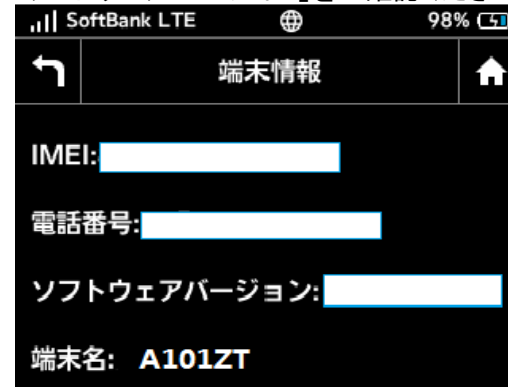 SoftBank LTE 98%
端末情報
IMEI:
電話番号:
ソフトウェアバージョン:
端末名: A101ZT